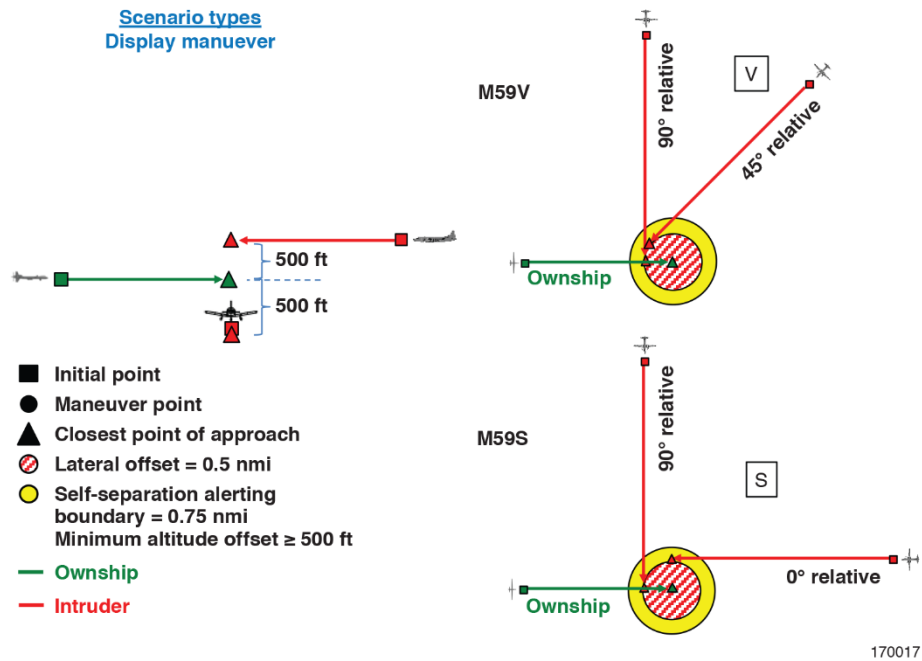 Scenario types
Display manuever
500 ft
500 ft
Initial point
Maneuver point
Closest point of approach
Lateral offset = 0.5 nmi
Self-separation alerting
boundary = 0.75 nmi
Minimum altitude offset ≥ 500 ft
Ownship
Intruder
M59V
90° relative
V
45° relative
Ownship
M59S
90° relative
S
0° relative
Ownship
170017